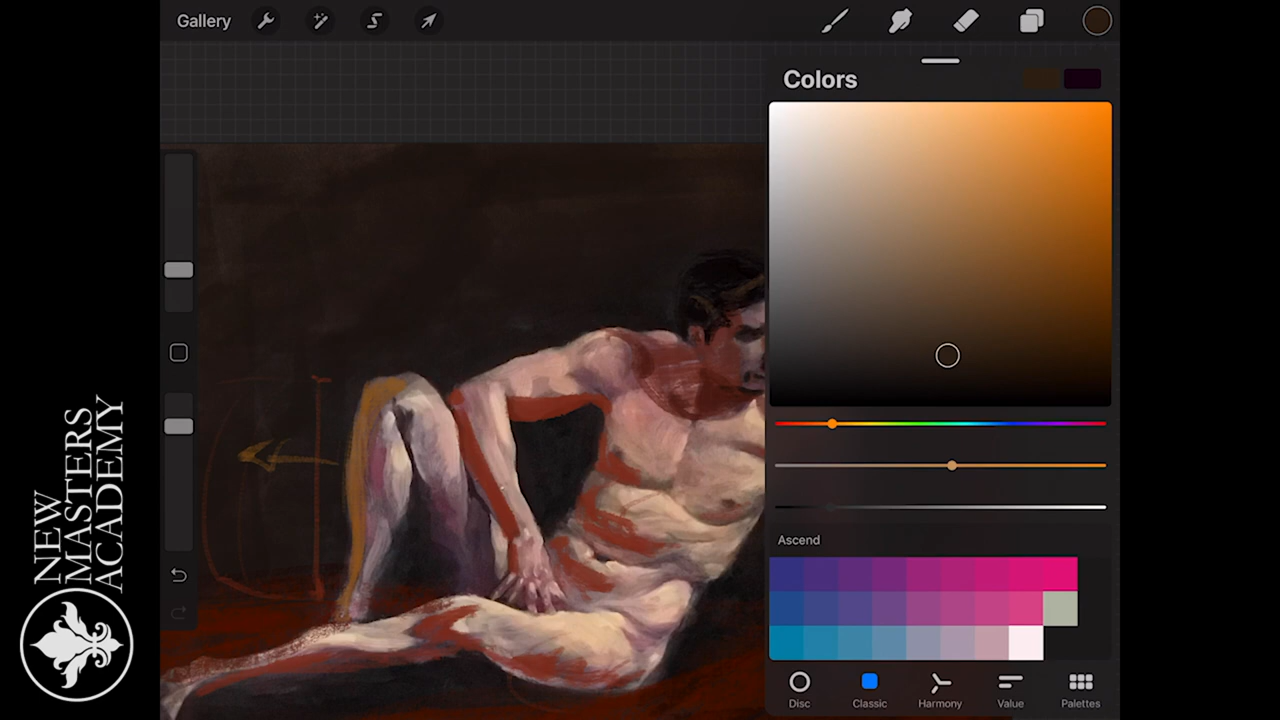 Gallery
Colors
Ascend
Disc
Classic
Harmony
Value
Palettes
NEW
MASTERS
ACADEMY